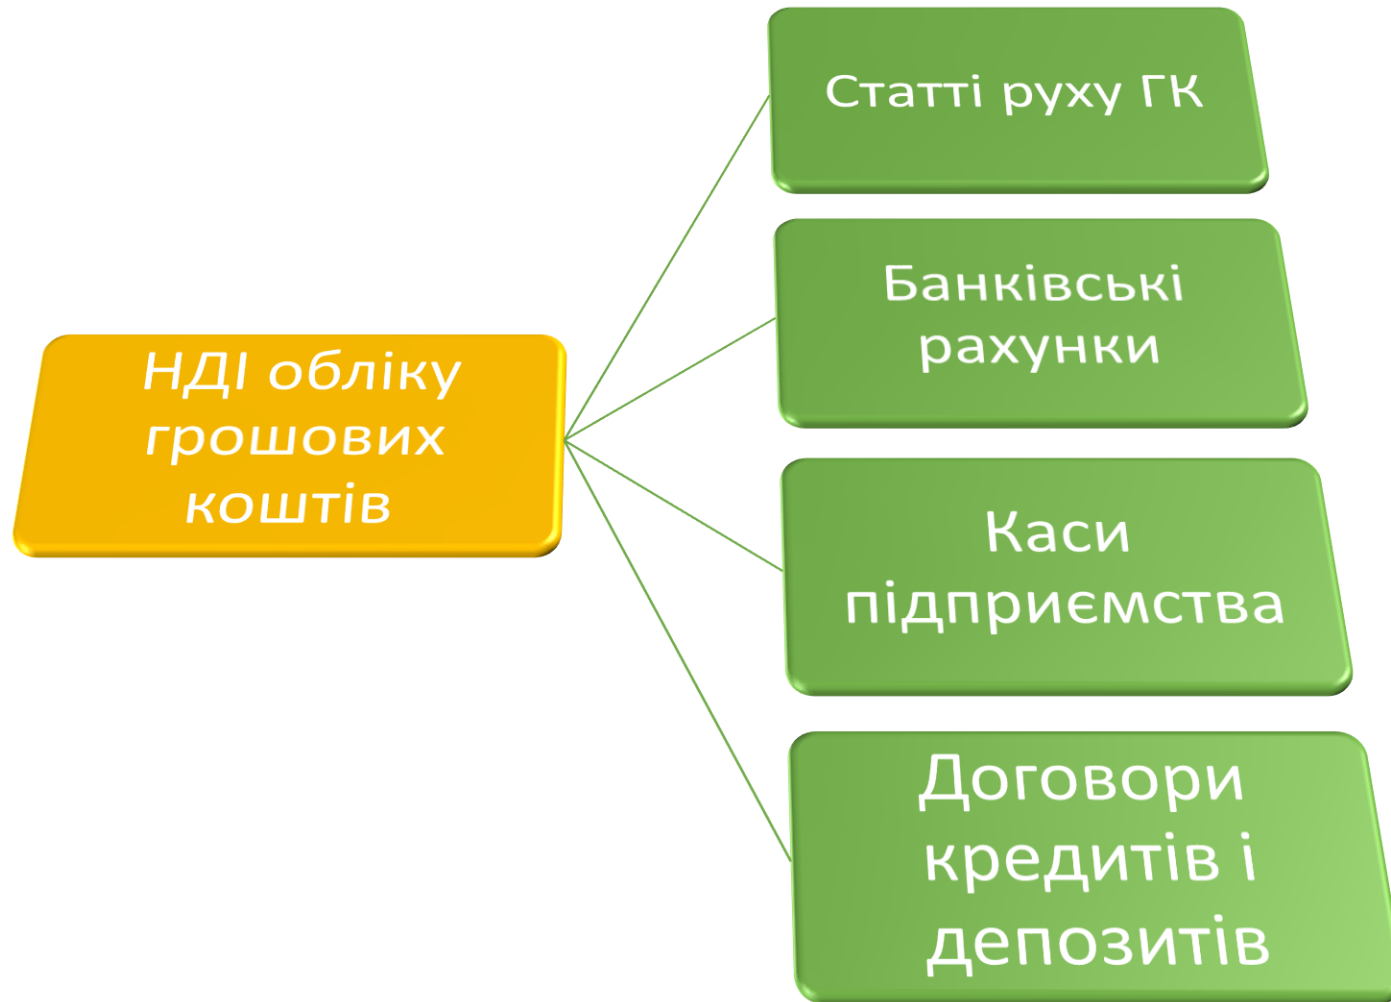 НДІ обліку
грошових
коштів
Статті руху ГК
Банківські
рахунки
Каси
підприємства
Договори
кредитів і
депозитів